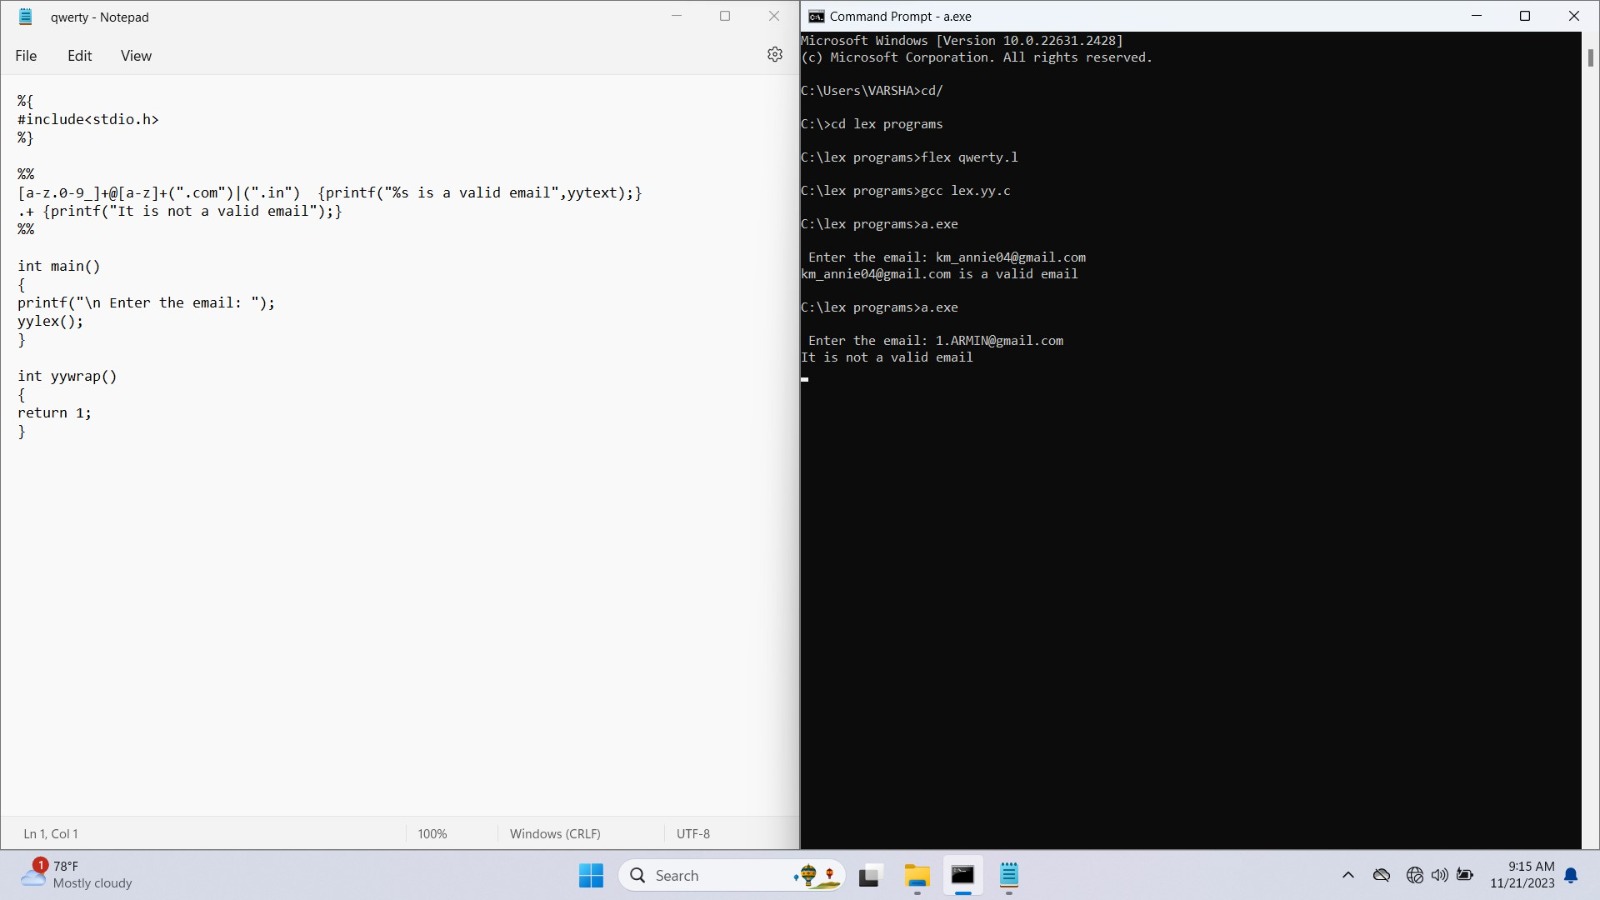 qwerty - Notepad
File Edit View
%{
#include<stdio.h>
%}
%%
[a-z.0-9_]+@[a-z]+(".com")|(".in")  {printf("%s is a valid email",yytext);}
.+ {printf("It is not a valid email");}
%%
int main()
{
printf("\n Enter the email: ");
yylex();
}
int yywrap()
{
return 1;
}
Ln 1, Col 1 100% Windows (CRLF) UTF-8
Command Prompt - a.exe
Microsoft Windows [Version 10.0.22631.2428]
(c) Microsoft Corporation. All rights reserved.
C:\Users\VARSHA>cd/
C:\>cd lex programs
C:\lex programs>flex qwerty.l
C:\lex programs>gcc lex.yy.c
C:\lex programs>a.exe
Enter the email: km_annie04@gmail.com
km_annie04@gmail.com is a valid email
C:\lex programs>a.exe
Enter the email: 1.ARMIN@gmail.com
It is not a valid email
1
78°F
Mostly cloudy
Search
9:15 AM
11/21/2023